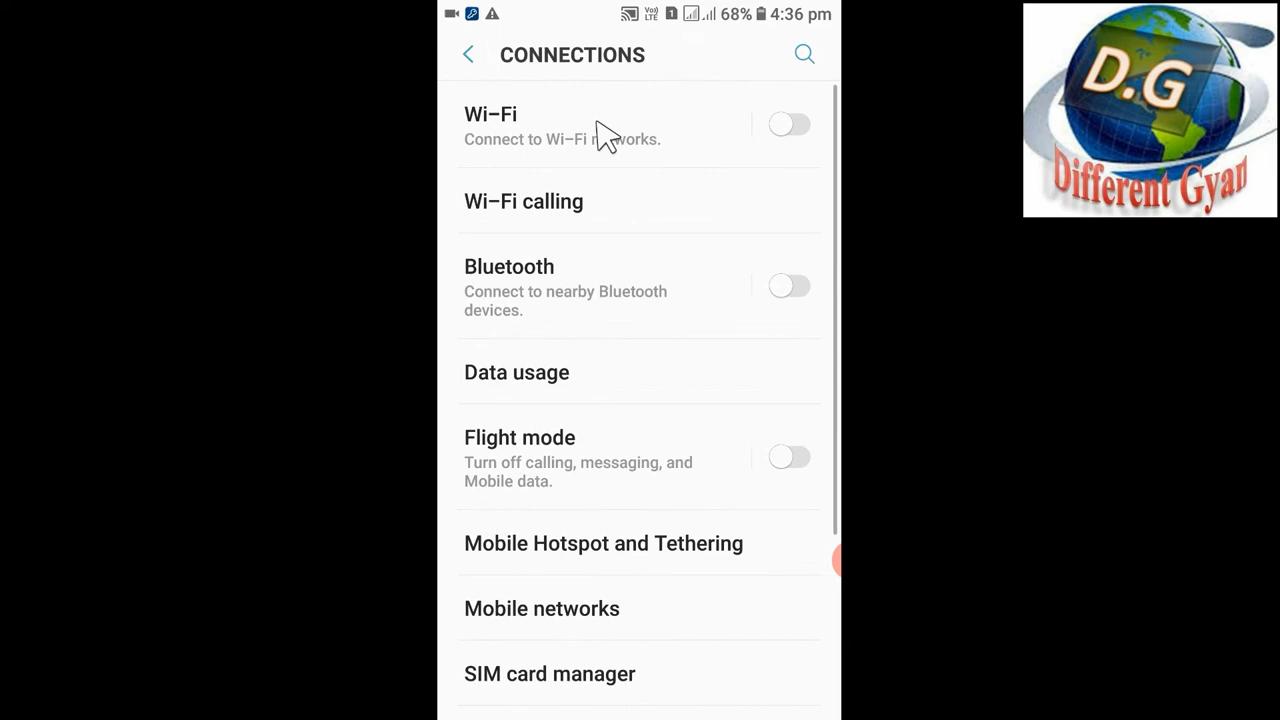 68% 4:36 pm
CONNECTIONS
Wi-Fi
Connect to Wi-Fi networks.
Wi-Fi calling
Bluetooth
Connect to nearby Bluetooth
devices.
Data usage
Flight mode
Turn off calling, messaging, and
Mobile data.
Mobile Hotspot and Tethering
Mobile networks
SIM card manager
D.G
Different Gyan